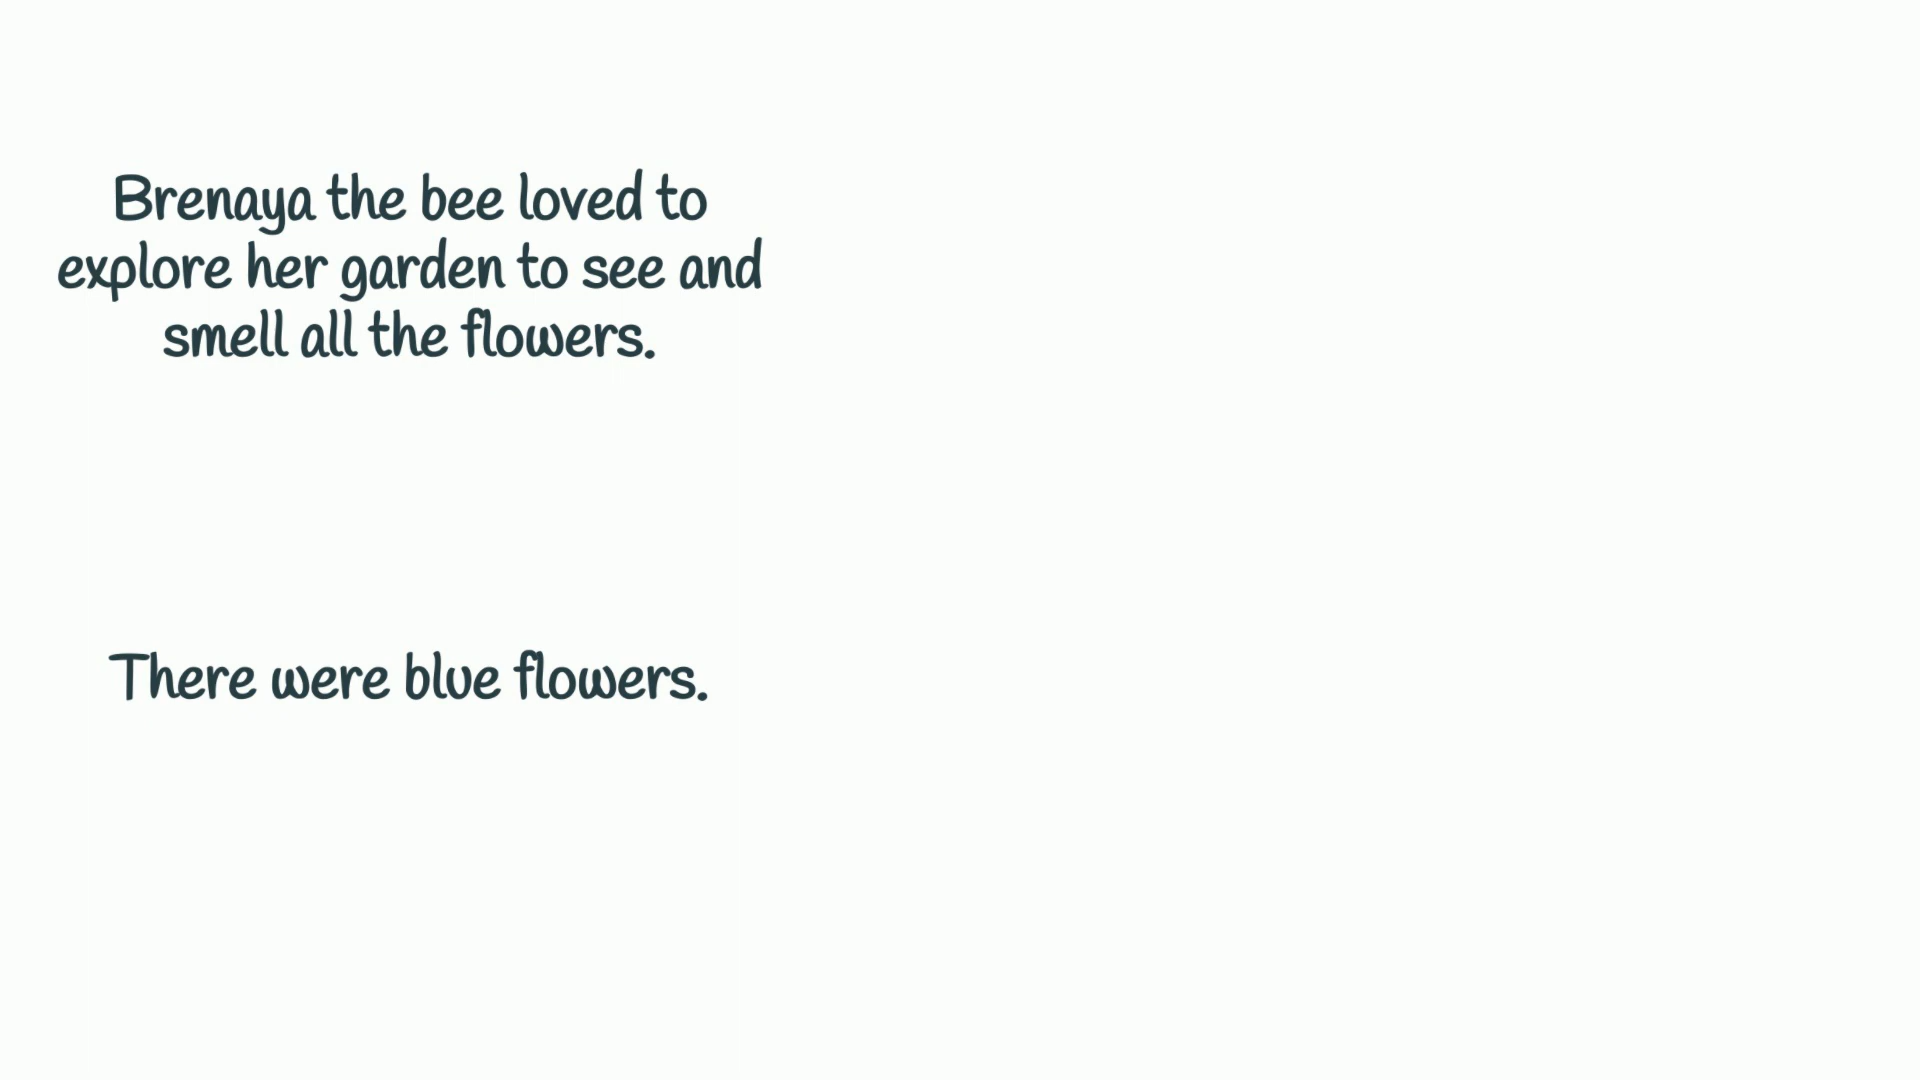 Brenaya the bee loved to
explore her garden to see and
smell all the flowers.
There were blue flowers.